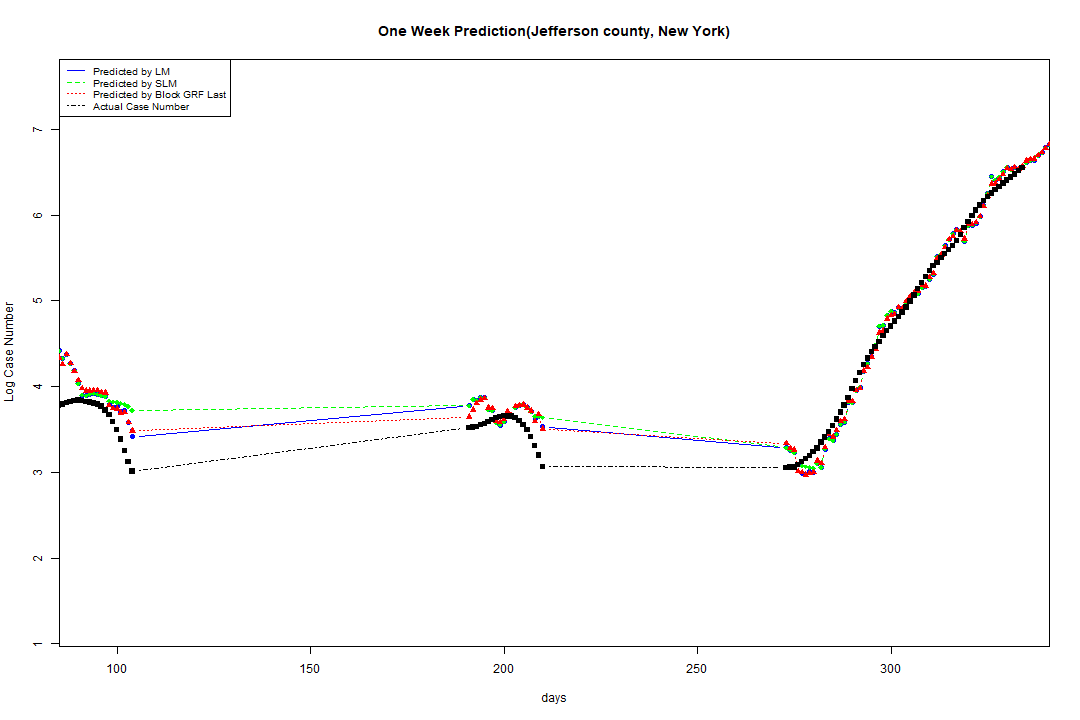 One Week Prediction(Jefferson county, New York)
Predicted by LM
Predicted by SLM
Predicted by Block GRF Last
Actual Case Number
7
6
5
4
3
2
1
Log Case Number
100 150 200 250 300
days